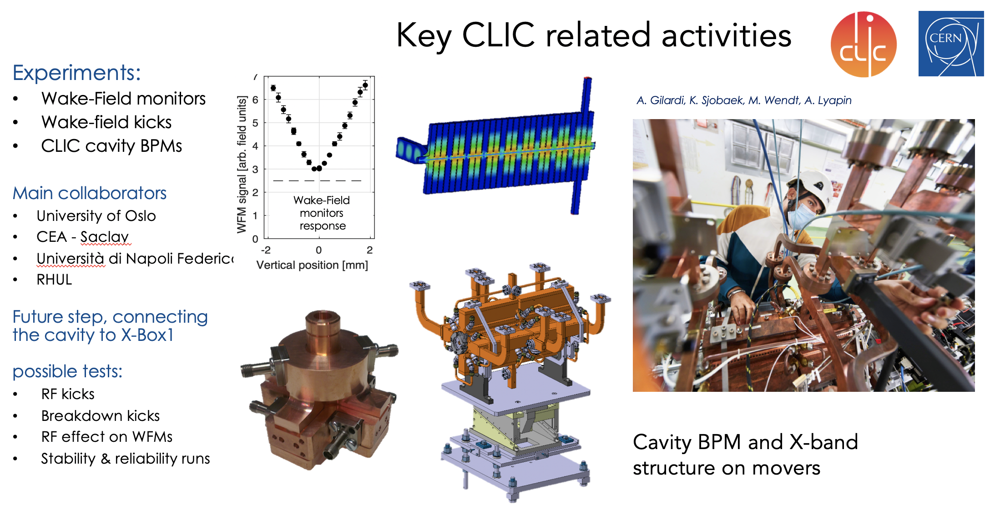 Key CLIC related activities
clic
CERN
Experiments:
• Wake-Field monitors
• Wake-field kicks
• CLIC cavity BPMs
Main collaborators
• University of Oslo
• CEA - Saclay
• Università di Napoli Federico
• RHUL
Future step, connecting
the cavity to X-Box1
possible tests:
• RF kicks
• Breakdown kicks
• RF effect on WFMs
• Stability & reliability runs
WFM signal [arb. field units]
7
6
5
4
3
2
1
0
Wake-Field
monitors
response
-2 0 2
Vertical position [mm]
A. Gilardi, K. Sjobaek, M. Wendt, A. Lyapin
Cavity BPM and X-band
structure on movers